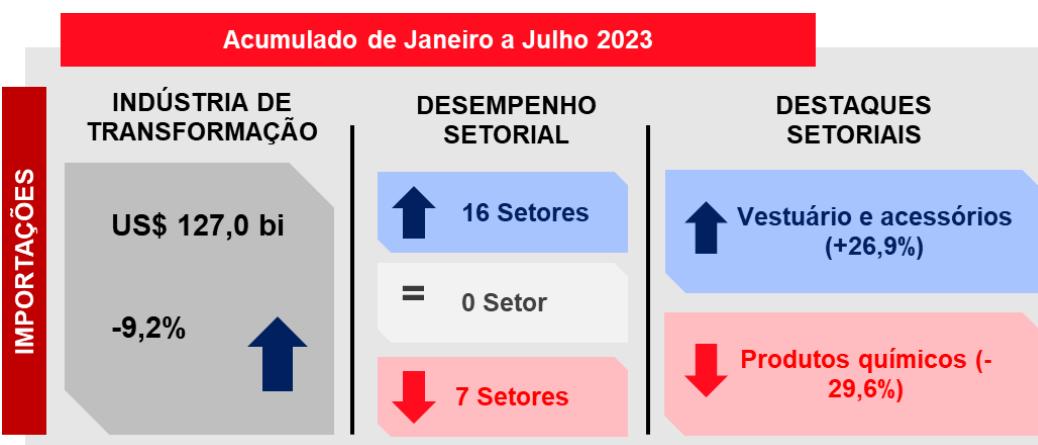 Acumulado de Janeiro a Julho 2023
IMPORTAÇÕES
INDÚSTRIA DE
TRANSFORMAÇÃO
US$ 127,0 bi
-9,2%
DESEMPENHO
SETORIAL
16 Setores
= 0 Setor
7 Setores
DESTAQUES
SETORIAIS
Vestuário e acessórios
(+26,9%)
Produtos químicos (-
29,6%)